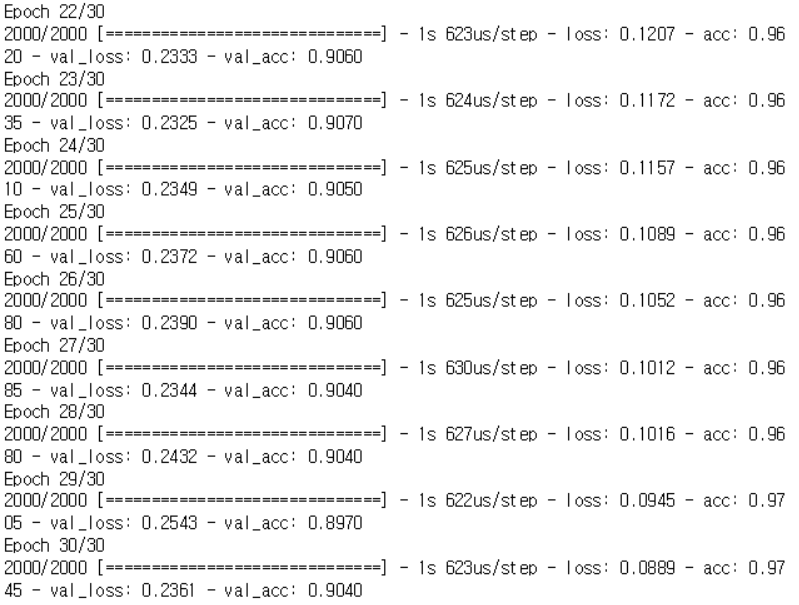 Epoch 22/30
2000/2000 [==============================] - 1s 623us/step - loss: 0.1207 - acc: 0.96
20 - val_loss: 0.2333 - val_acc: 0.9060
Epoch 23/30
2000/2000 [==============================] - 1s 624us/step - loss: 0.1172 - acc: 0.96
35 - val_loss: 0.2325 - val_acc: 0.9070
Epoch 24/30
2000/2000 [==============================] - 1s 625us/step - loss: 0.1157 - acc: 0.96
10 - val_loss: 0.2349 - val_acc: 0.9050
Epoch 25/30
2000/2000 [==============================] - 1s 626us/step - loss: 0.1089 - acc: 0.96
60 - val_loss: 0.2372 - val_acc: 0.9060
Epoch 26/30
2000/2000 [==============================] - 1s 625us/step - loss: 0.1052 - acc: 0.96
80 - val_loss: 0.2390 - val_acc: 0.9060
Epoch 27/30
2000/2000 [==============================] - 1s 630us/step - loss: 0.1012 - acc: 0.96
85 - val_loss: 0.2344 - val_acc: 0.9040
Epoch 28/30
2000/2000 [==============================] - 1s 627us/step - loss: 0.1016 - acc: 0.96
80 - val_loss: 0.2432 - val_acc: 0.9040
Epoch 29/30
2000/2000 [==============================] - 1s 622us/step - loss: 0.0945 - acc: 0.97
05 - val_loss: 0.2543 - val_acc: 0.8970
Epoch 30/30
2000/2000 [==============================] - 1s 623us/step - loss: 0.0889 - acc: 0.97
45 - val_loss: 0.2361 - val_acc: 0.9040